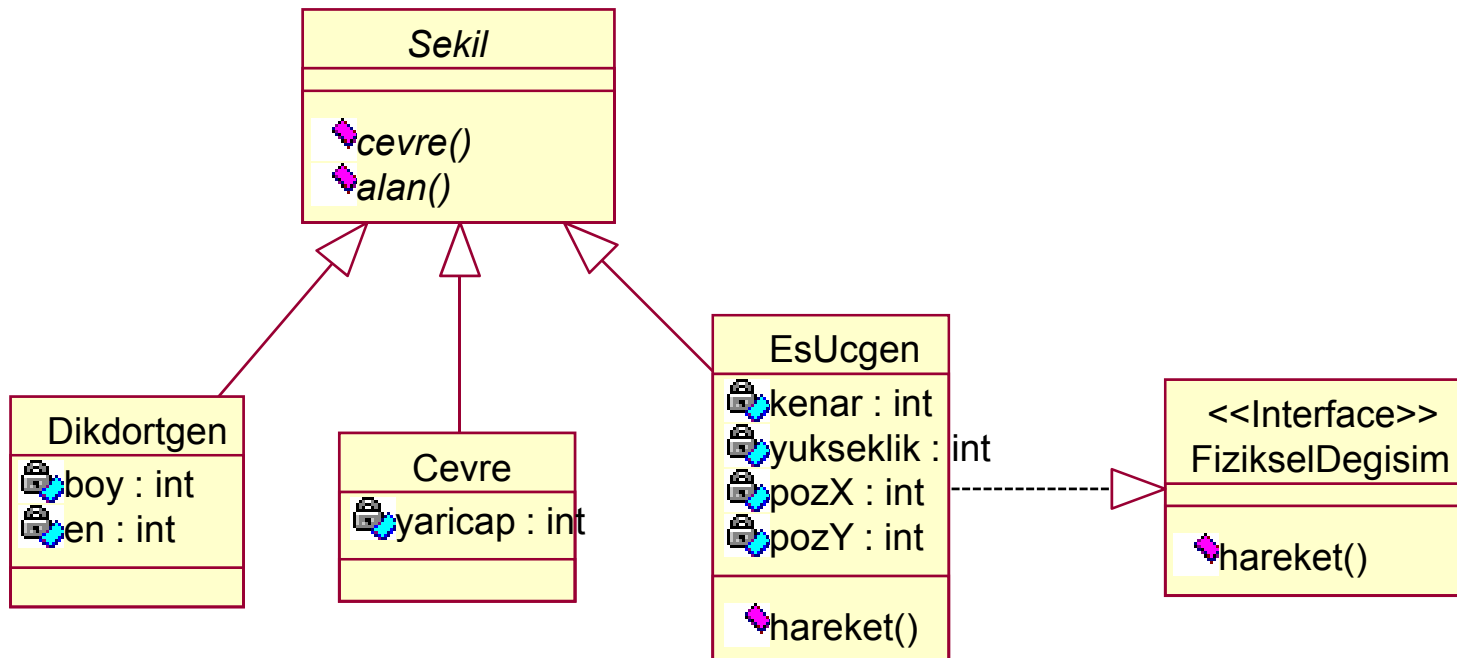 Sekil
cevre()
alan()
Dikdortgen
boy : int
en : int
Cevre
yaricap : int
EsUcgen
kenar : int
yukseklik : int
pozX : int
pozY : int
hareket()
<<Interface>>
FizikselDegisim
hareket()